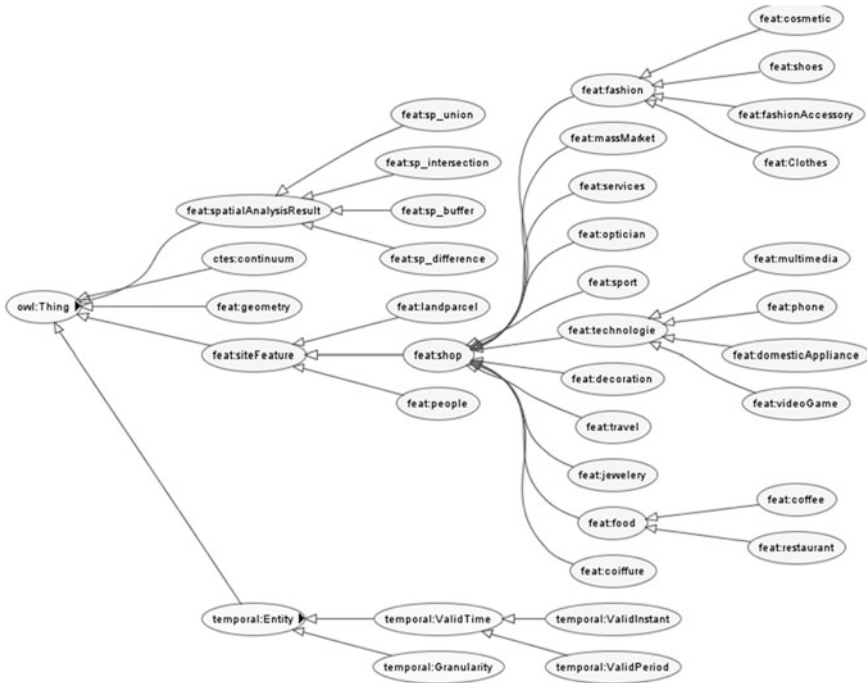 owl:Thing
feat:spatialAnalysisResult
ctes:continuum
feat:geometry
feat:siteFeature
temporal:Entity
feat:sp_union
feat:sp_intersection
feat:sp_buffer
feat:sp_difference
feat:landparcel
feat:shop
feat:people
temporal:ValidTime
temporal:Granularity
feat:fashion
feat:massMarket
feat:services
feat:optician
feat:sport
feat:technologie
feat:decoration
feat:travel
feat:jewelery
feat:food
feat:coiffure
temporal:ValidInstant
temporal:ValidPeriod
feat:cosmetic
feat:shoes
feat:fashionAccessory
feat:Clothes
feat:multimedia
feat:phone
feat:domesticAppliance
feat:videoGame
feat:coffee
feat:restaurant